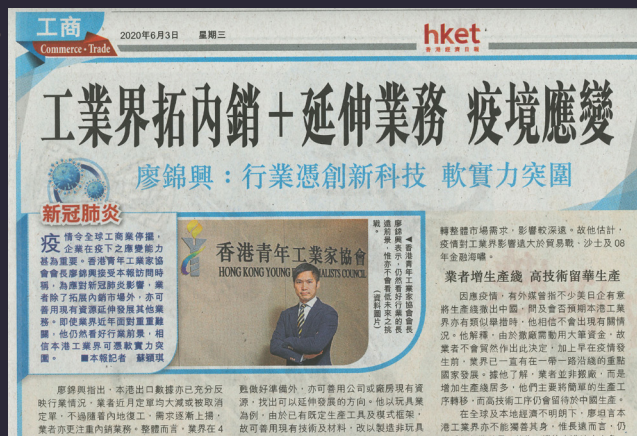 工商
Commerce・Trade
2020年6月3日　星期三
hket
香港經濟日報
工業界拓內銷＋延伸業務 疫境應變
廖錦興：行業憑創新科技 軟實力突圍
新冠肺炎
疫情令全球工商業停擺，
企業在疫下之應變能力
甚為重要。香港青年工業家協
會會長廖錦興接受本報訪問時
稱，為應對新冠肺炎影響，業
者除了拓展內銷市場外，亦可
善用現有資源延伸發展其他業
務。即使業界近年面對重重難
關，他仍然看好行業前景，相
信本港工業界可憑軟實力突
圍。　■本報記者　蘇穎琪
香港青年工業家協會
HONG KONG YOUNG INDUSTRIALISTS COUNCIL
▼香港青年工業家協會會長
廖錦興表示，仍然看好行業的長
遠前景，惟亦不會看低未來之挑
戰。　（資料圖片）
廖錦興指出，本港出口數據亦已充分反
映行業情況，業者近月定單均大減或被取消
定單，不過隨着內地復工，需求逐漸上揚，
業者亦更注重內銷業務。整體而言，業界在4
甦做好準備外，亦可善用公司或廠房現有資
源，找出可以延伸發展的方向。他以玩具業
為例，由於已有既定生產工具及模式框架，
故可善用現有技術及材料，改以製造非玩具
轉整體市場需求，影響較深遠。故他估計，
疫情對工業界影響遠大於貿易戰、沙士及08
年金融海嘯。
業者增生產綫 高技術留華生產
因應疫情，有外媒曾指不少美日企有意
將生產綫撤出中國，問及會否預期本港工業
界亦有類似舉措時，他相信不會出現有關情
況。他解釋，由於撤廠需動用大筆資金，故
業者不會貿然作出此決定，加上早在疫情發
生前，業界已一直有在一帶一路沿綫的重點
國家發展。據他了解，業者並非搬廠，而是
增加生產綫居多，他們主要將簡單的生產工
序轉移，而高技術工序仍會留待於中國生產。
在全球及本地經濟不明朗下，廖坦言本
港工業界亦不能獨善其身，惟長遠而言，仍